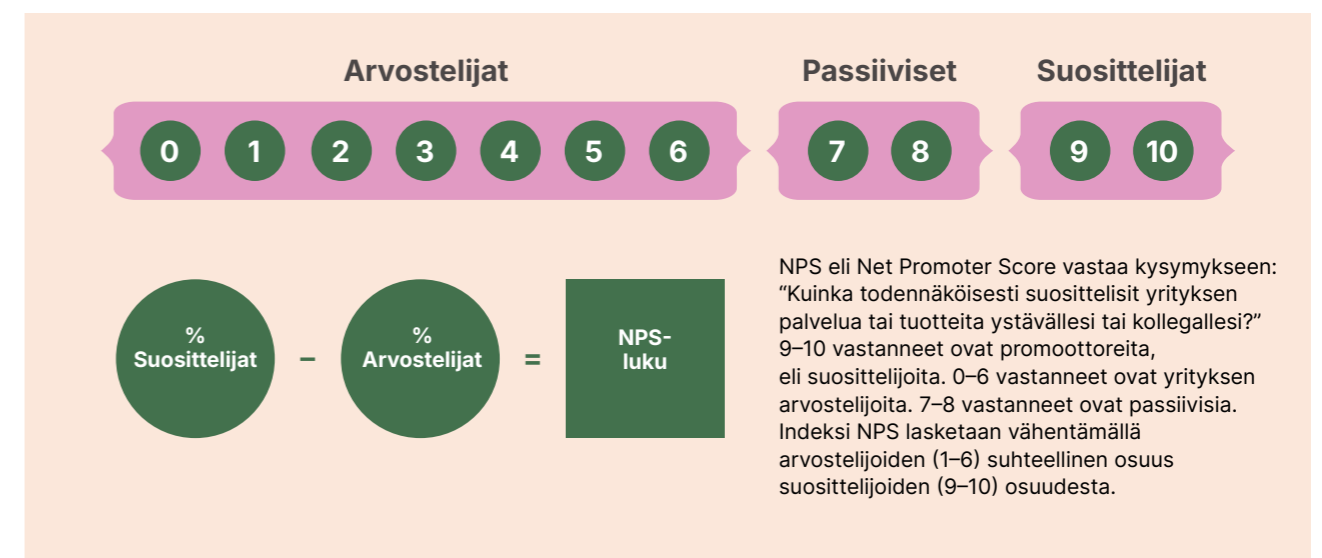 Arvostelijat Passiiviset Suosittelijat
0 1 2 3 4 5 6 7 8 9 10
%
Suosittelijat
–
%
Arvostelijat
=
NPS-
luku
NPS eli Net Promoter Score vastaa kysymykseen:
“Kuinka todennäköisesti suosittelisit yrityksen
palvelua tai tuotteita ystävällesi tai kollegallesi?”
9–10 vastanneet ovat promoottoreita,
eli suosittelijoita. 0–6 vastanneet ovat yrityksen
arvostelijoita. 7–8 vastanneet ovat passiivisia.
Indeksi NPS lasketaan vähentämällä
arvostelijoiden (1–6) suhteellinen osuus
suosittelijoiden (9–10) osuudesta.